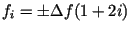 f_i = ±Δf(1 + 2i)